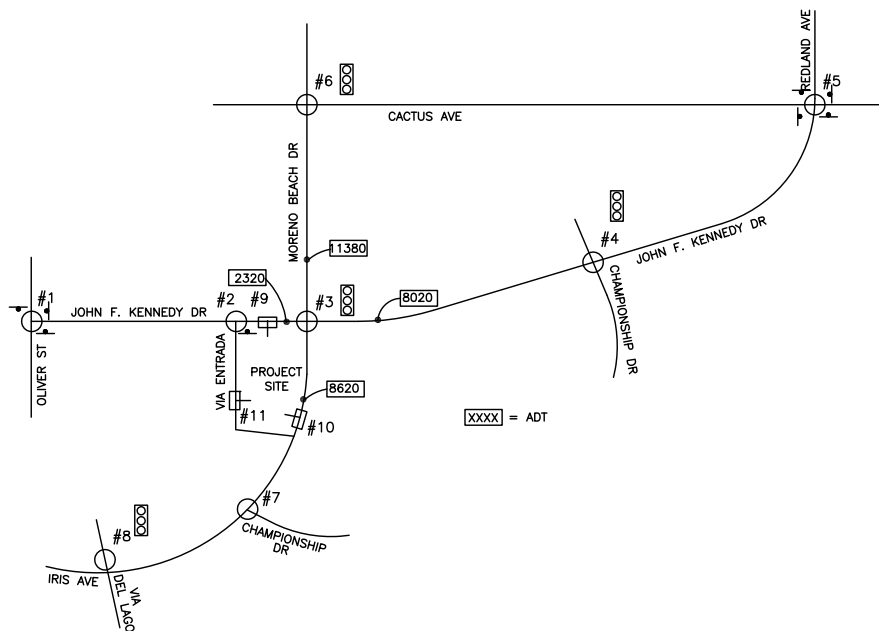 REDLAND AVE
#6
#5
CACTUS AVE
MORENO BEACH DR
#4
11380
JOHN F. KENNEDY DR
2320
8020
CHAMPIONSHIP DR
#1
JOHN F. KENNEDY DR
#2
#9
#3
OLIVER ST
VIA ENTRADA
PROJECT
SITE
8620
#11
#10
XXXX = ADT
#7
CHAMPIONSHIP
DR
#8
IRIS AVE
VIA
DEL LAGO